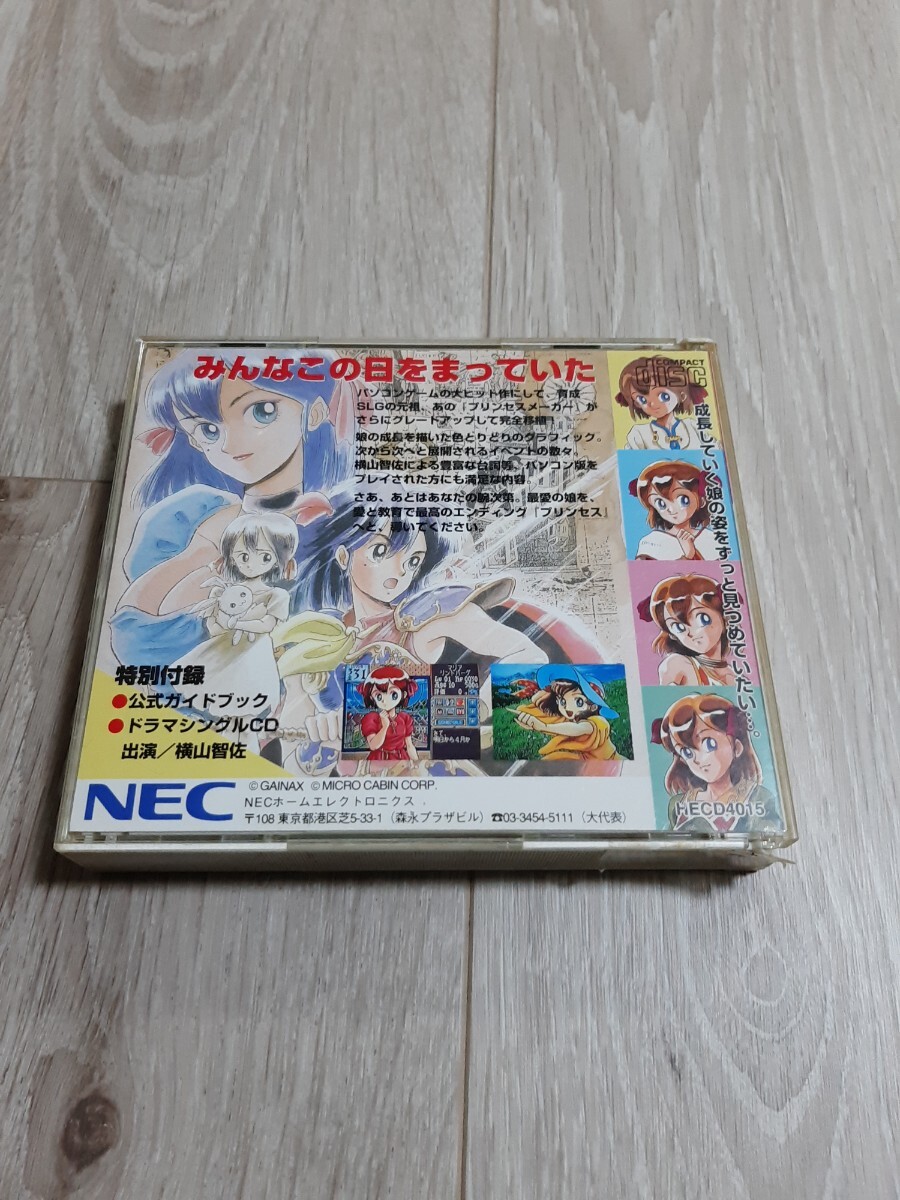 みんなこの日をまっていた
パソコンゲームの大ヒット作にして、育成
SLGの元祖、あの『プリンセスメーカー』が
さらにグレードアップして完全移植
娘の成長を描いた色とりどりのグラフィック。
次から次へと展開されるイベントの数々。
横山智佐による豊富な台詞等、パソコン版を
プレイされた方にも満足な内容。
さあ、あとはあなたの腕次第。最愛の娘を、
愛と教育で最高のエンディング『プリンセス』
へと、導いてください。
COMPACT
disc
成長していく娘の姿をずっと見つめていたい…。
特別付録
●公式ガイドブック
●ドラマシングルCD
出演／横山智佐
31
マリア
NEC
©GAINAX ©MICRO CABIN CORP.
NECホームエレクトロニクス
〒108 東京都港区芝5-33-1（森永プラザビル）☎03-3454-5111（大代表）
HECD4015